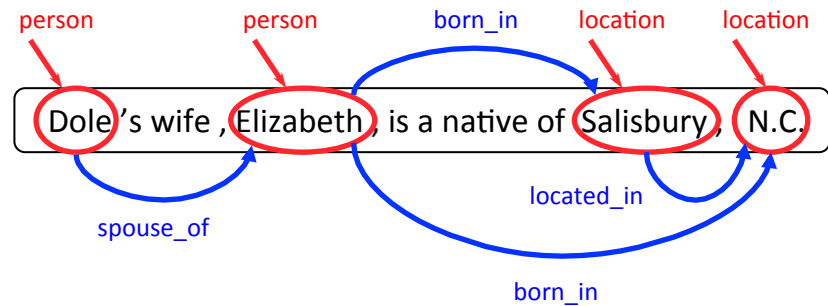 born_in
person person location location
Dole 's wife , Elizabeth , is a native of Salisbury , N.C.
located_in
spouse_of
born_in